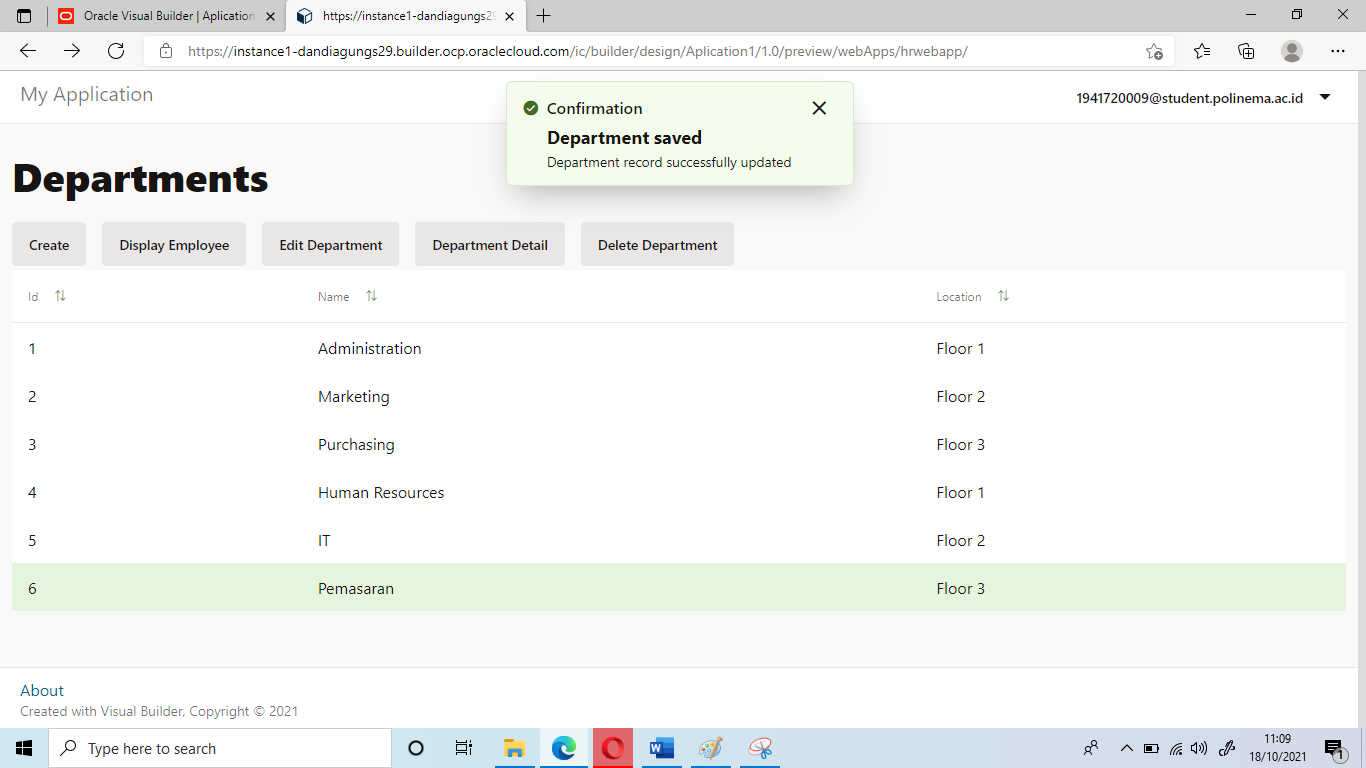 Oracle Visual Builder | Aplication
https://instance1-dandiagungs29
https://instance1-dandiagungs29.builder.ocp.oraclecloud.com/ic/builder/design/Aplication1/1.0/preview/webApps/hrwebapp/
My Application
1941720009@student.polinema.ac.id
Confirmation
Department saved
Department record successfully updated
Departments
Create Display Employee Edit Department Department Detail Delete Department
Id Name Location
1 Administration Floor 1
2 Marketing Floor 2
3 Purchasing Floor 3
4 Human Resources Floor 1
5 IT Floor 2
6 Pemasaran Floor 3
About
Created with Visual Builder, Copyright © 2021
Type here to search
11:09
18/10/2021
1